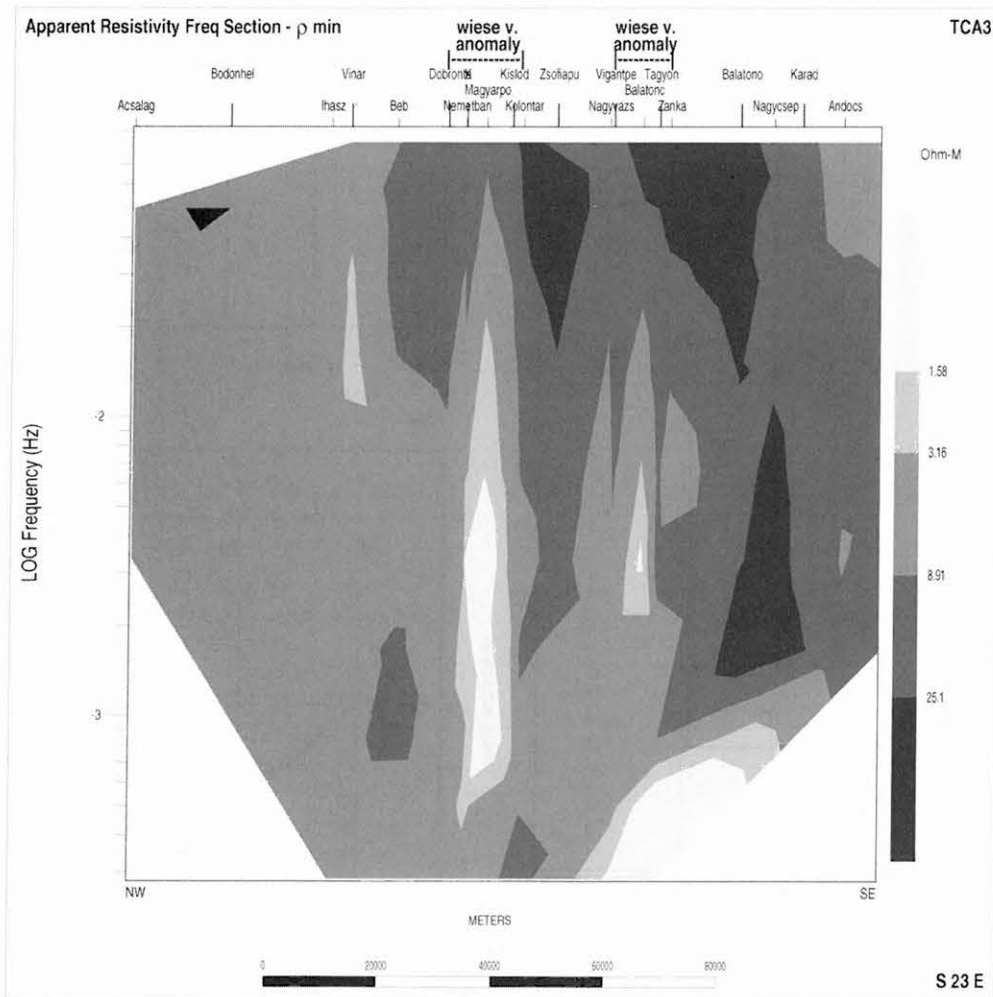 Apparent Resistivity Freq Section - ρ min
wiese v. anomaly
wiese v. anomaly
TCA3
Bodonhel Vinar Kislod Zsofiapu Vigantpe Tagyon Balatono Karad
Magyarpo Balatonc
Acsalag Ihasz Beb Nemetban Kolontar Nagyvazs Zanka Nagycsep Andocs
Ohm-M
1.58
3.16
8.91
25.1
-2
-3
LOG Frequency (Hz)
NW
SE
METERS
0 20000 40000 60000 80000
S 23 E